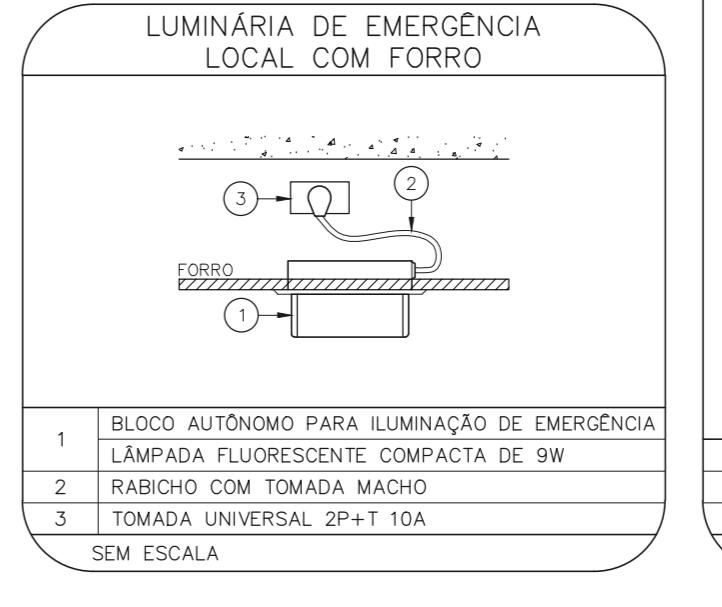 LUMINÁRIA DE EMERGÊNCIA
LOCAL COM FORRO
3
2
FORRO
1
1
BLOCO AUTÔNOMO PARA ILUMINAÇÃO DE EMERGÊNCIA
LÂMPADA FLUORESCENTE COMPACTA DE 9W
2 RABICHO COM TOMADA MACHO
3 TOMADA UNIVERSAL 2P+T 10A
SEM ESCALA